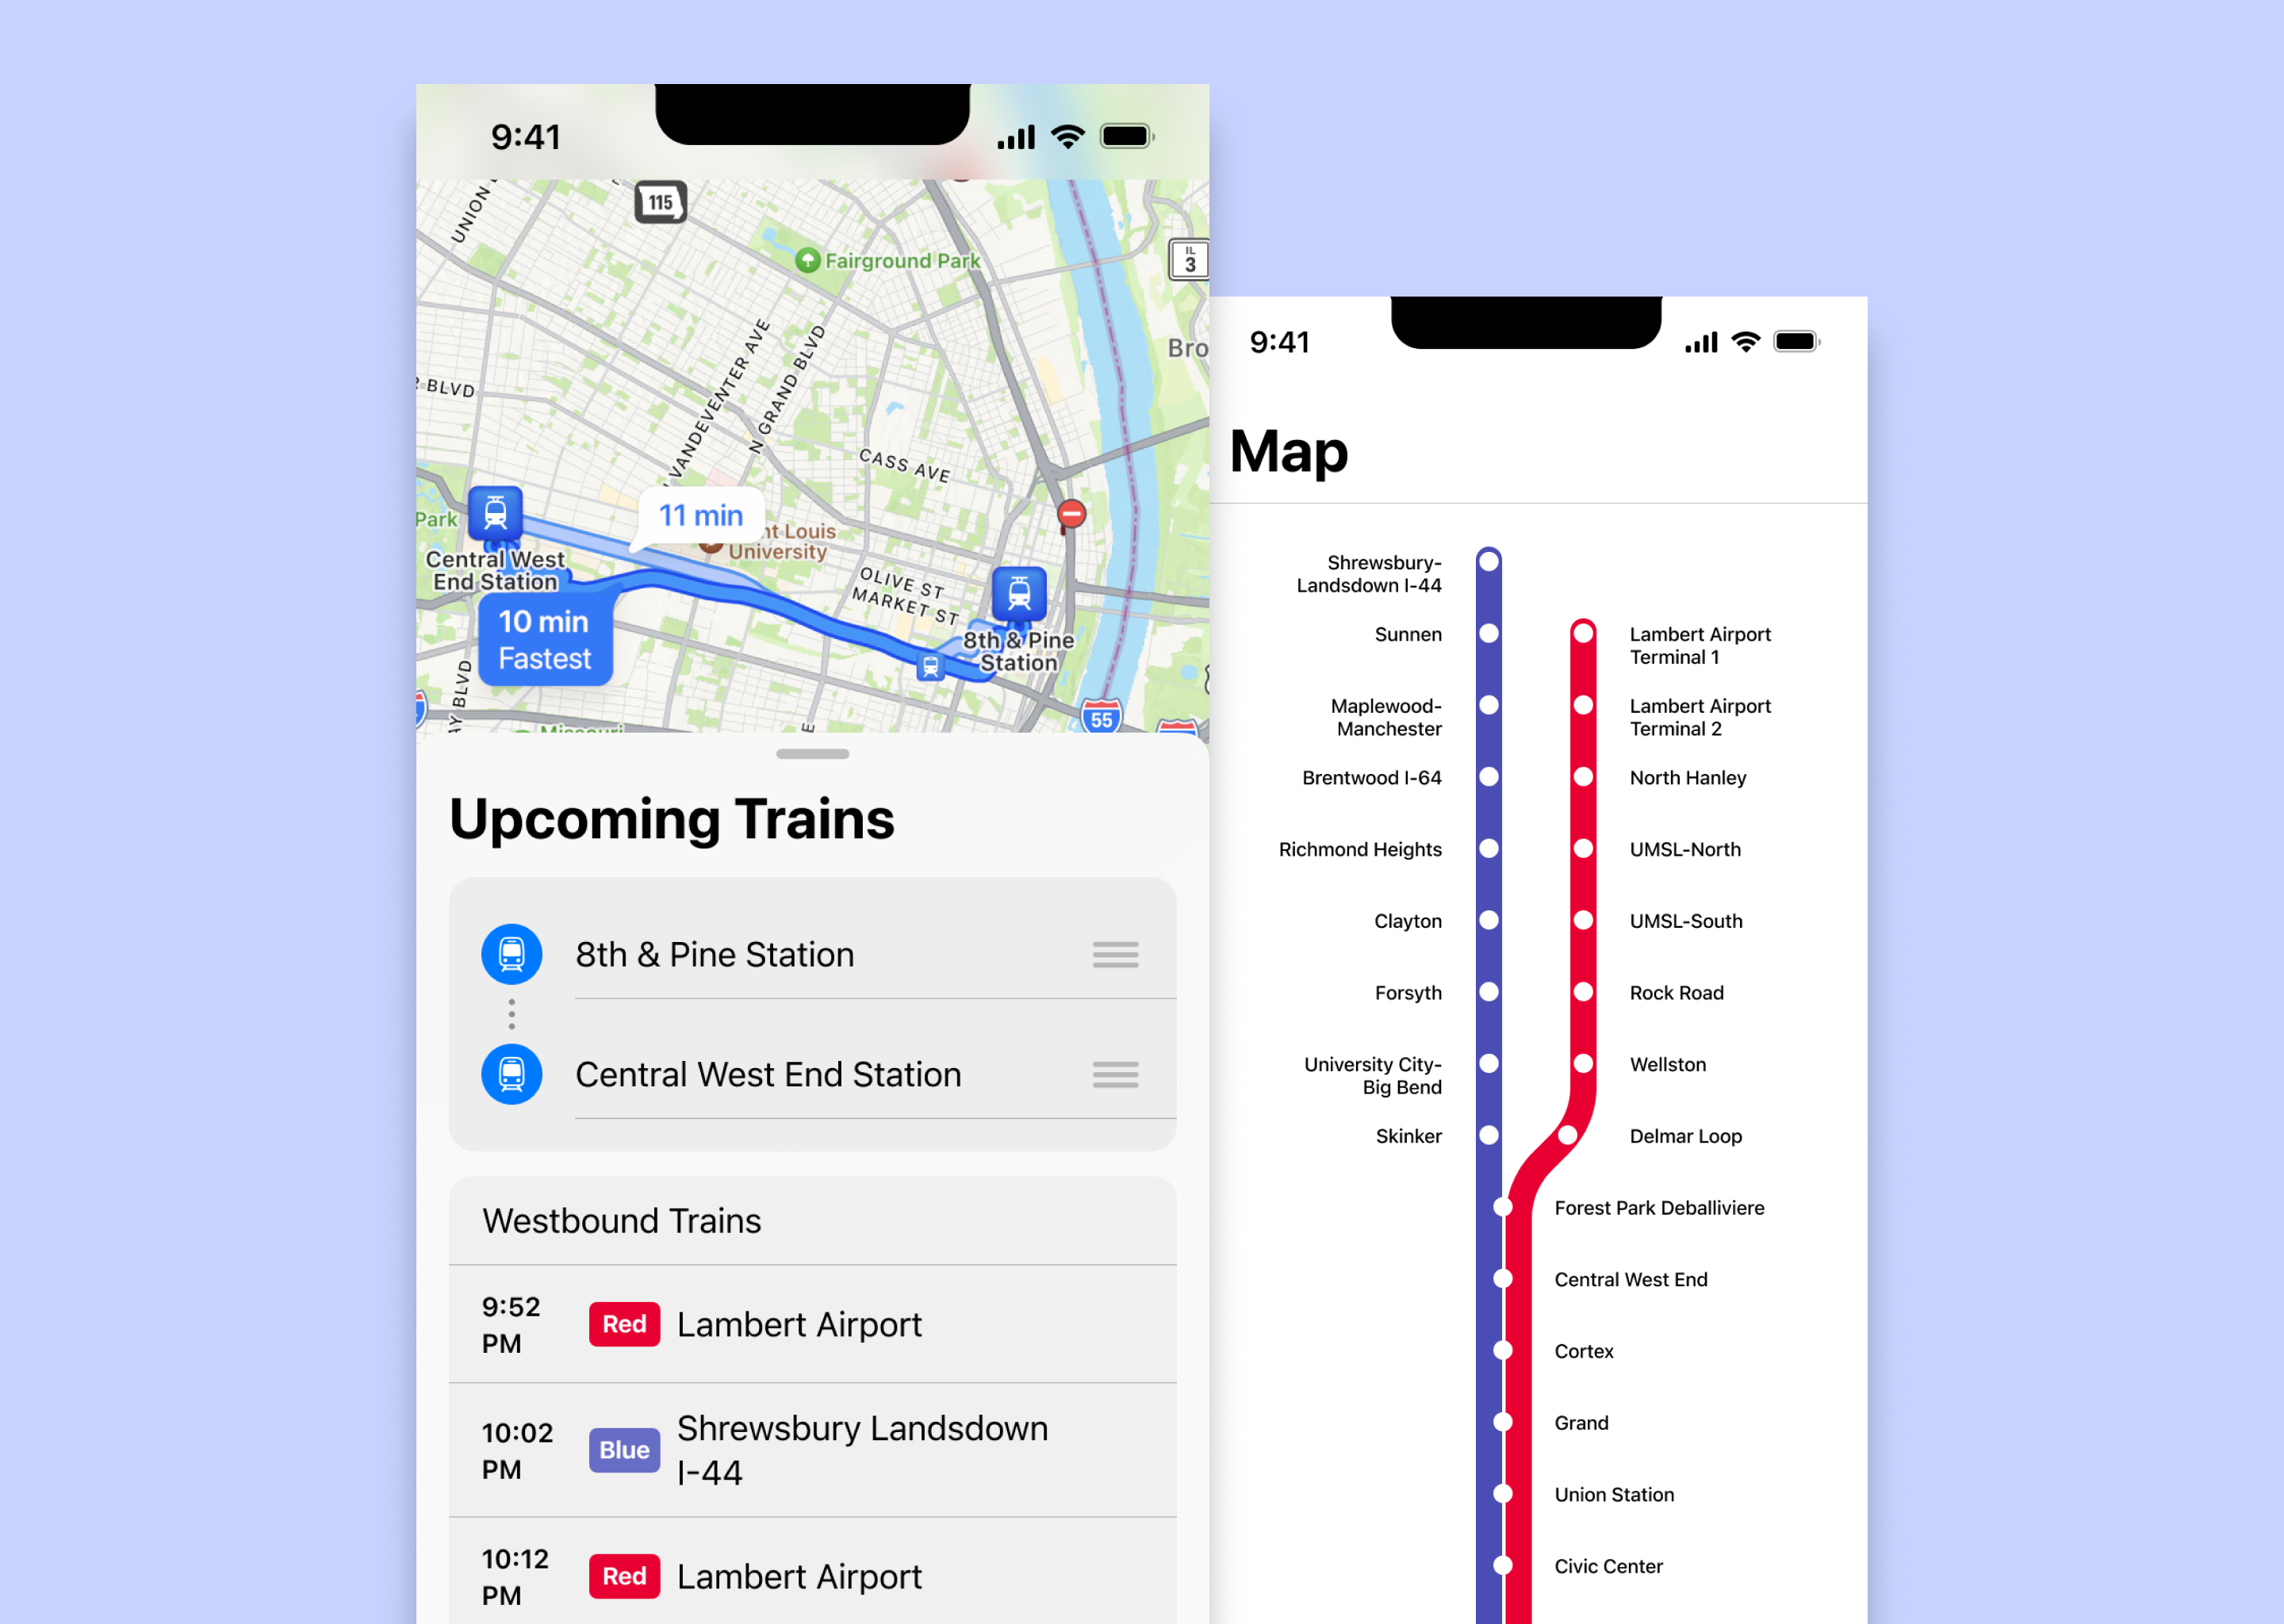 9:41
115
UNION
Fairground Park
IL
3
Bro
BLVD
VANDEVENTER AVE
N GRAND BLVD
CASS AVE
11 min
Park
nt Louis
University
Central West
End Station
OLIVE ST
MARKET ST
10 min
Fastest
8th & Pine
Station
AY BLVD
55
E
Missouri
Upcoming Trains
8th & Pine Station
Central West End Station
Westbound Trains
9:52
PM
Red
Lambert Airport
10:02
PM
Blue
Shrewsbury Landsdown
I-44
10:12
PM
Red
Lambert Airport
9:41
Map
Shrewsbury-
Landsdown I-44
Sunnen
Lambert Airport
Terminal 1
Maplewood-
Manchester
Lambert Airport
Terminal 2
Brentwood I-64
North Hanley
Richmond Heights
UMSL-North
Clayton
UMSL-South
Forsyth
Rock Road
University City-
Big Bend
Wellston
Skinker
Delmar Loop
Forest Park Deballiviere
Central West End
Cortex
Grand
Union Station
Civic Center